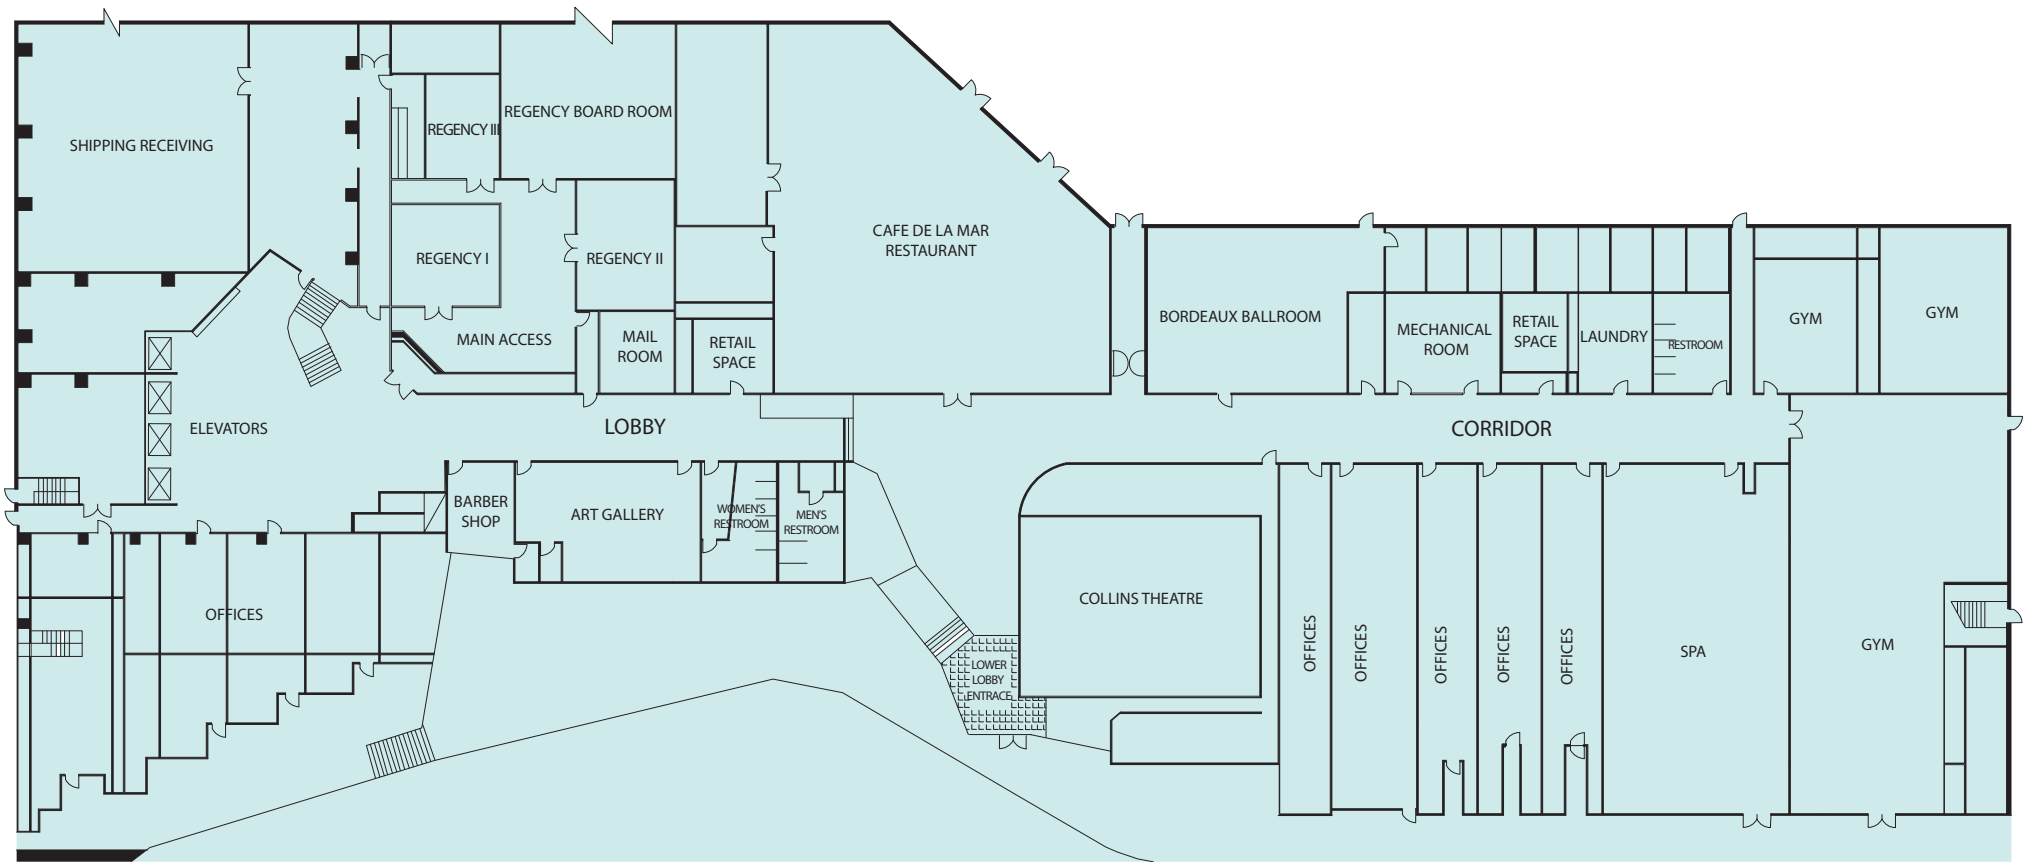 SHIPPING RECEIVING
REGENCY III
REGENCY BOARD ROOM
REGENCY I
REGENCY II
CAFE DE LA MAR
RESTAURANT
MAIN ACCESS
MAIL
ROOM
RETAIL
SPACE
BORDEAUX BALLROOM
MECHANICAL
ROOM
RETAIL
SPACE
LAUNDRY
RESTROOM
GYM
GYM
ELEVATORS
LOBBY
CORRIDOR
BARBER
SHOP
ART GALLERY
WOMEN'S
RESTROOM
MEN'S
RESTROOM
OFFICES
COLLINS THEATRE
LOWER
LOBBY
ENTRACE
OFFICES
OFFICES
OFFICES
OFFICES
OFFICES
SPA
GYM